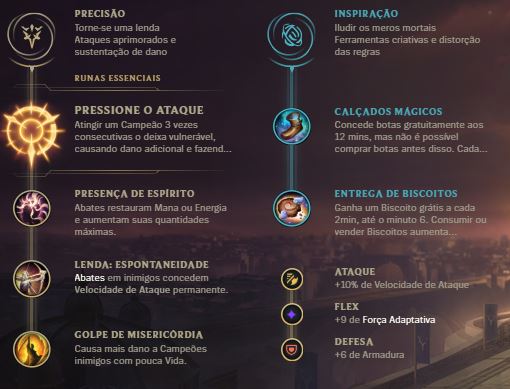 PRECISÃO
Torne-se uma lenda
Ataques aprimorados e
sustentação de dano
RUNAS ESSENCIAIS
PRESSIONE O ATAQUE
Atingir um Campeão 3 vezes
consecutivas o deixa vulnerável,
causando dano adicional e fazend...
PRESENÇA DE ESPÍRITO
Abates restauram Mana ou Energia
e aumentam suas quantidades
máximas.
LENDA: ESPONTANEIDADE
Abates em inimigos concedem
Velocidade de Ataque permanente.
GOLPE DE MISERICÓRDIA
Causa mais dano a Campeões
inimigos com pouca Vida.
INSPIRAÇÃO
Iludir os meros mortais
Ferramentas criativas e distorção
das regras
CALÇADOS MÁGICOS
Concede botas gratuitamente aos
12 mins, mas não é possível
comprar botas antes disso. Cada...
ENTREGA DE BISCOITOS
Ganha um Biscoito grátis a cada
2min, até o minuto 6. Consumir ou
vender Biscoitos aumenta...
ATAQUE
+10% de Velocidade de Ataque
FLEX
+9 de Força Adaptativa
DEFESA
+6 de Armadura